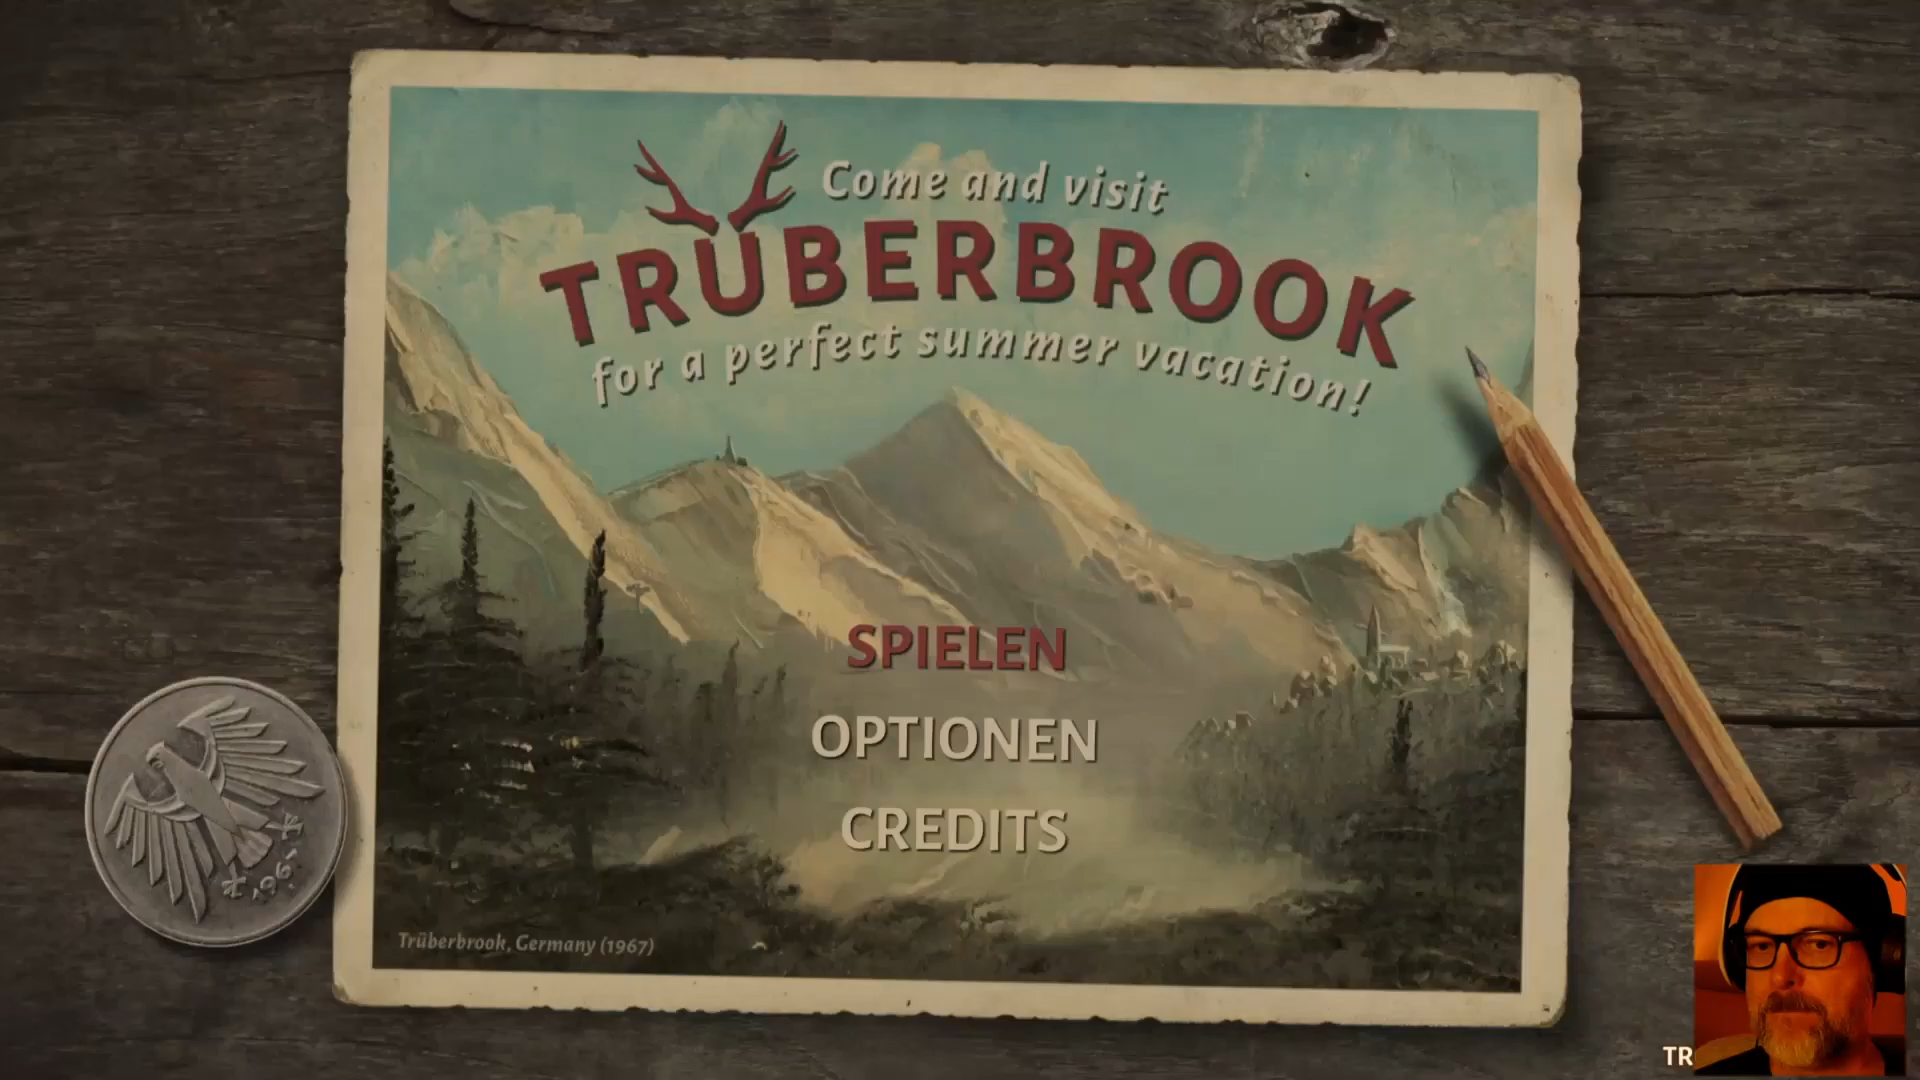 Come and visit
TRÜBERBROOK
for a perfect summer vacation!
SPIELEN
OPTIONEN
CREDITS
Trüberbrook, Germany (1967)
TR